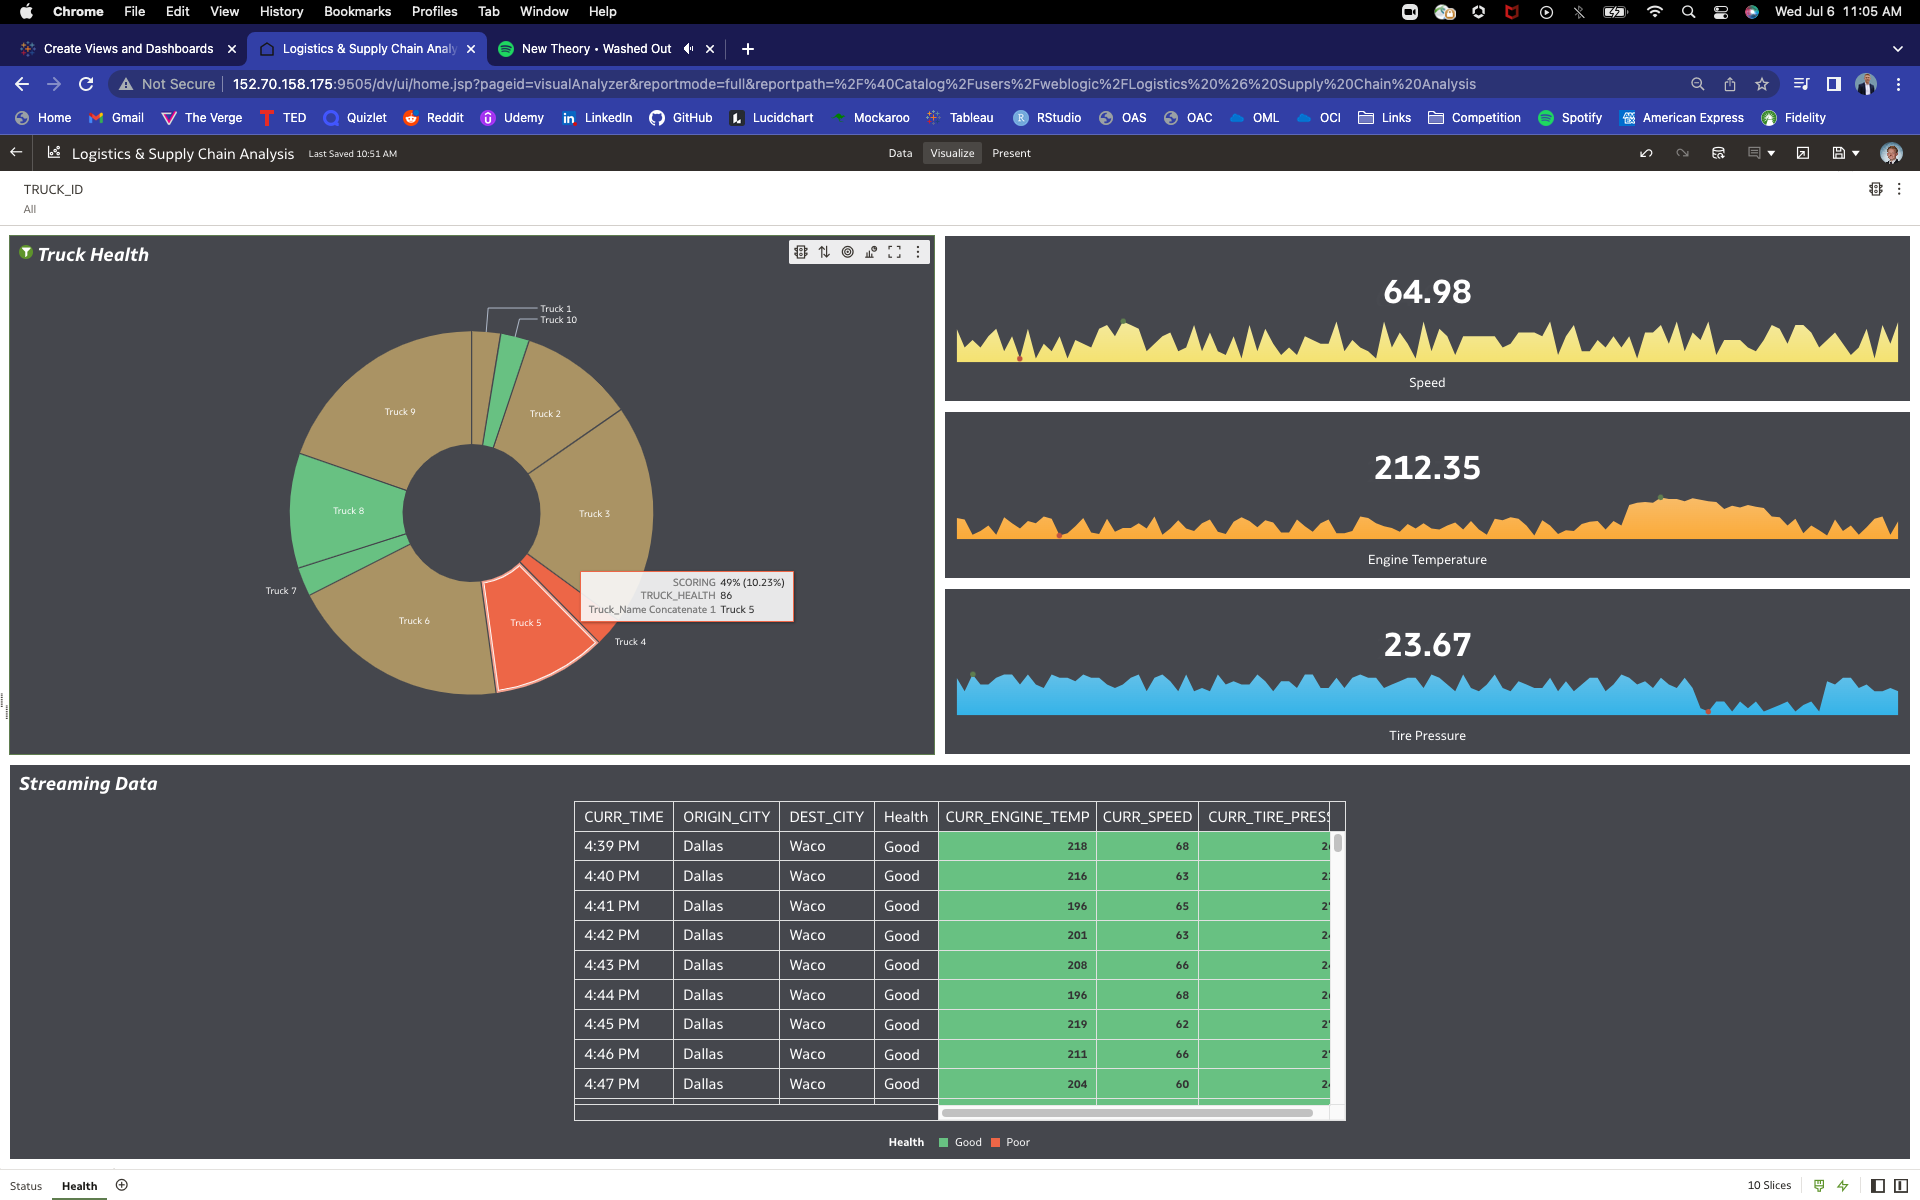 Chrome File Edit View History Bookmarks Profiles Tab Window Help Wed Jul 6 11:05 AM
Create Views and Dashboards Logistics & Supply Chain Analy New Theory • Washed Out
Not Secure 152.70.158.175:9505/dv/ui/home.jsp?pageid=visualAnalyzer&reportmode=full&reportpath=%2F%40Catalog%2Fusers%2Fweblogic%2FLogistics%20%26%20Supply%20Chain%20Analysis
Home Gmail The Verge TED Quizlet Reddit Udemy LinkedIn GitHub Lucidchart Mockaroo Tableau RStudio OAS OAC OML OCI Links Competition Spotify American Express Fidelity
Logistics & Supply Chain Analysis Last Saved 10:51 AM Data Visualize Present
TRUCK_ID
All
Truck Health
Truck 1
Truck 10
Truck 9
Truck 2
Truck 8
Truck 3
Truck 7
Truck 6
Truck 5
Truck 4
SCORING 49% (10.23%)
TRUCK_HEALTH 86
Truck_Name Concatenate 1 Truck 5
64.98
Speed
212.35
Engine Temperature
23.67
Tire Pressure
Streaming Data
CURR_TIME ORIGIN_CITY DEST_CITY Health CURR_ENGINE_TEMP CURR_SPEED CURR_TIRE_PRESS
4:39 PM Dallas Waco Good 218 68
4:40 PM Dallas Waco Good 216 63
4:41 PM Dallas Waco Good 196 65
4:42 PM Dallas Waco Good 201 63
4:43 PM Dallas Waco Good 208 66
4:44 PM Dallas Waco Good 196 68
4:45 PM Dallas Waco Good 219 62
4:46 PM Dallas Waco Good 211 66
4:47 PM Dallas Waco Good 204 60
Health Good Poor
Status Health 10 Slices